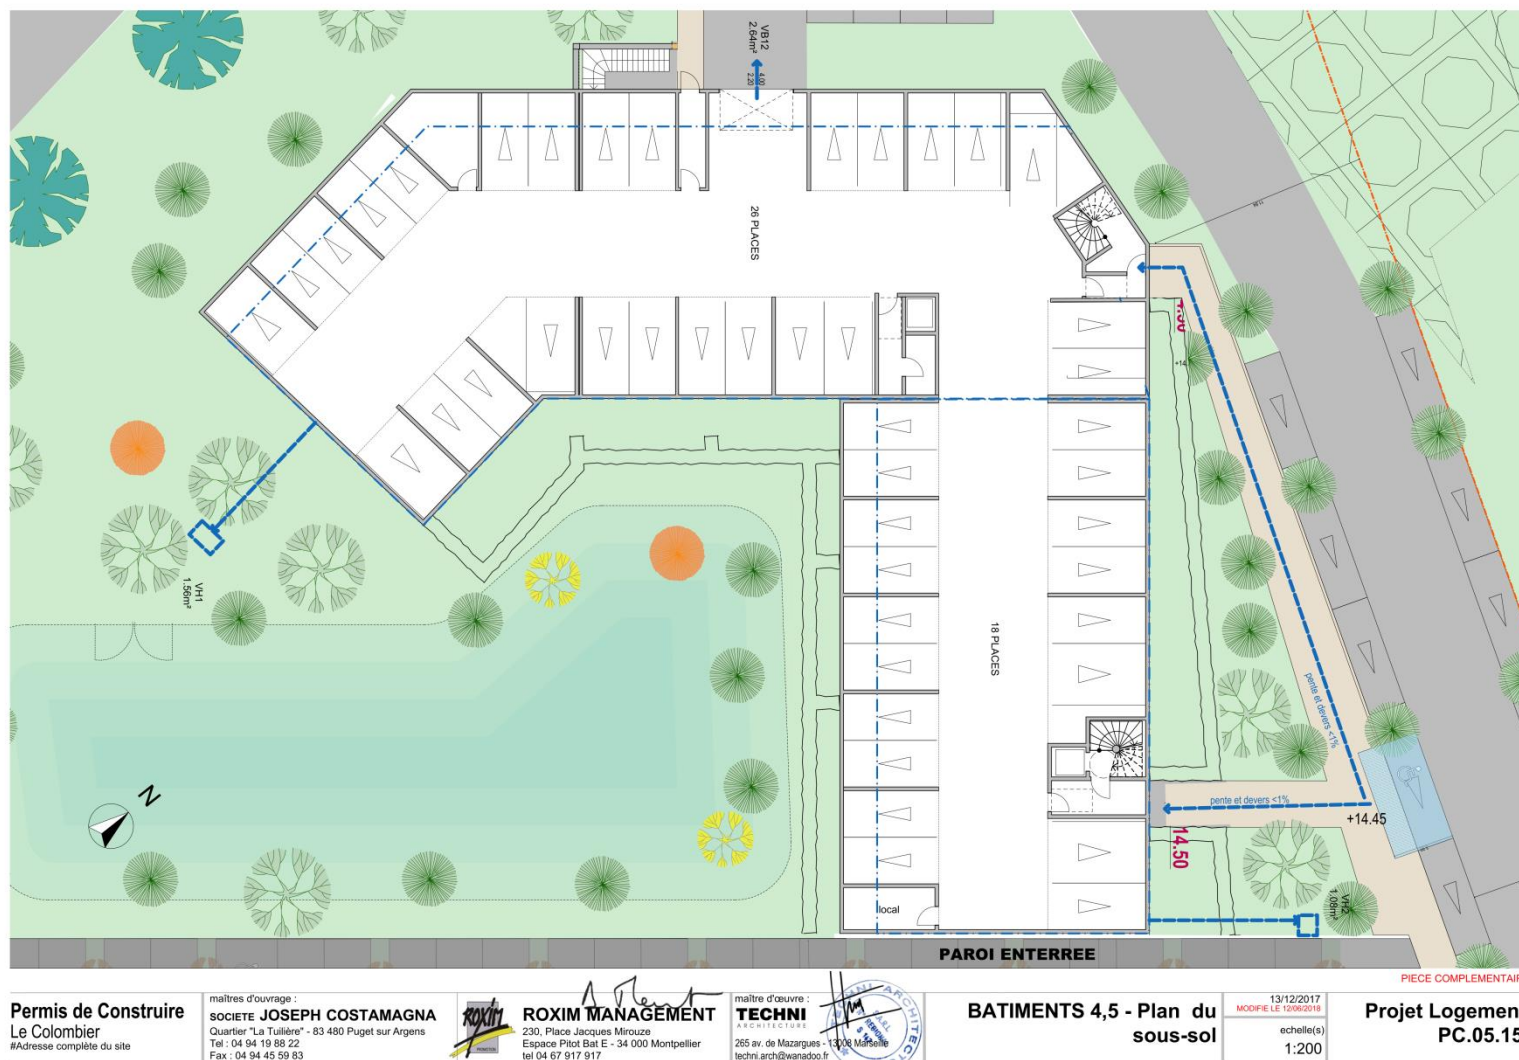 VB12
2.64m²
4.00
2.20
26 PLACES
+14.
pente et devers <1%
18 PLACES
N
pente et devers <1%
+14.45
14.50
VH1
1.56m²
VH2
1.08m²
local
PAROI ENTERREE
PIECE COMPLEMENTAIR
Permis de Construire
Le Colombier
#Adresse complète du site
maîtres d'ouvrage :
SOCIETE JOSEPH COSTAMAGNA
Quartier "La Tuilière" - 83 480 Puget sur Argens
Tel : 04 94 19 88 22
Fax : 04 94 45 59 83
ROXIM
ROXIM MANAGEMENT
230, Place Jacques Mirouze
Espace Pitot Bat E - 34 000 Montpellier
tel 04 67 917 917
maître d'œuvre :
TECHNI
ARCHITECTURE
265 av. de Mazargues - 13008 Marseille
techni.arch@wanadoo.fr
BATIMENTS 4,5 - Plan du
sous-sol
13/12/2017
MODIFIE LE 12/06/2018
echelle(s)
1:200
Projet Logemen
PC.05.15